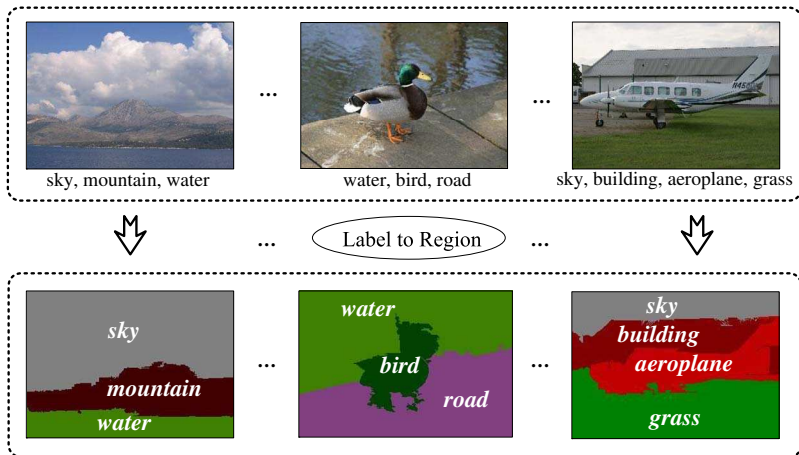 ...
...
sky, mountain, water
water, bird, road
sky, building, aeroplane, grass
...
Label to Region
...
sky
mountain
water
...
water
bird
road
...
sky
building
aeroplane
grass